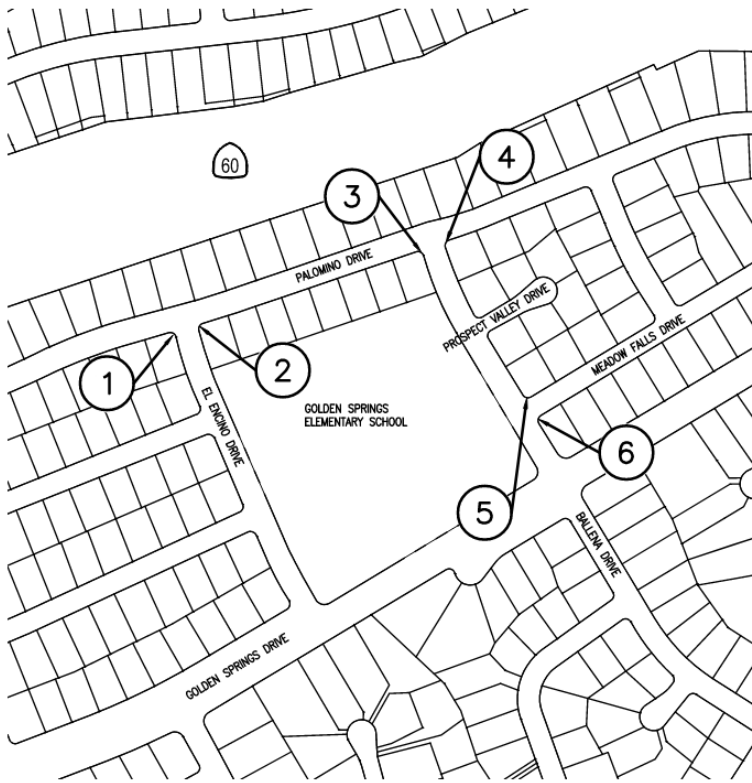 60
4
3
PALOMINO DRIVE
PROSPECT VALLEY DRIVE
MEADOW FALLS DRIVE
1
2
EL ENCINO DRIVE
GOLDEN SPRINGS
ELEMENTARY SCHOOL
6
5
BALLENA DRIVE
GOLDEN SPRINGS DRIVE